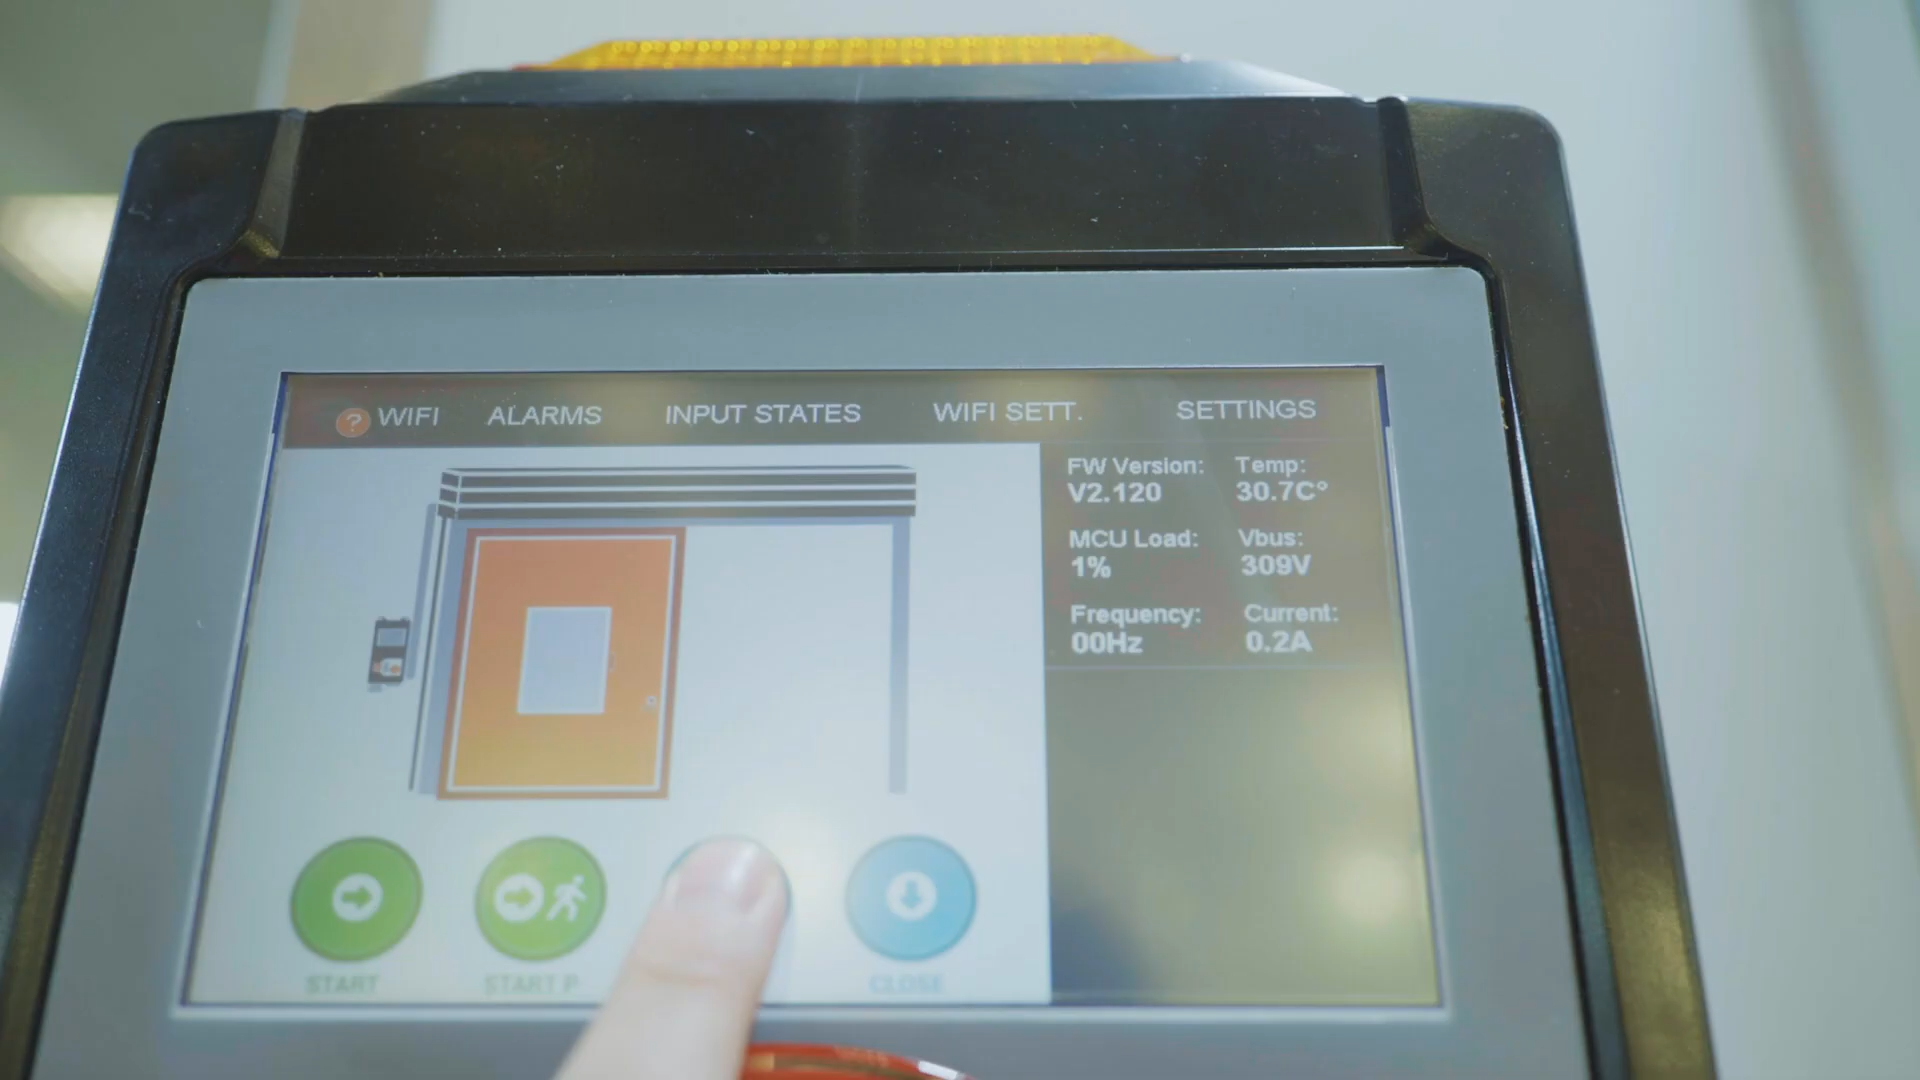 ? WIFI ALARMS INPUT STATES WIFI SETT. SETTINGS
FW Version: Temp:
V2.120 30.7C°
MCU Load: Vbus:
1% 309V
Frequency: Current:
00Hz 0.2A
START START P CLOSE